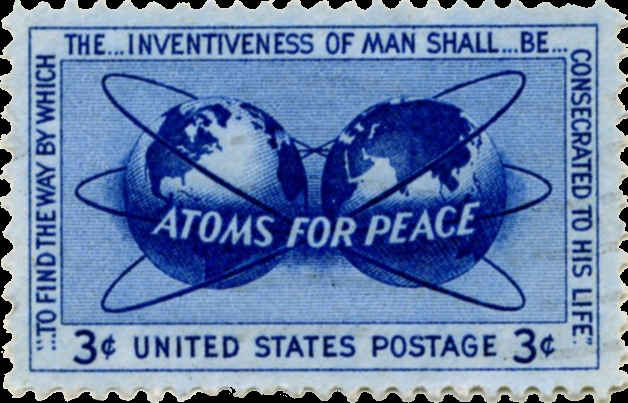 "TO FIND THE WAY BY WHICH
THE...INVENTIVENESS OF MAN SHALL...BE...
CONSECRATED TO HIS LIFE"
ATOMS FOR PEACE
3¢ UNITED STATES POSTAGE 3¢